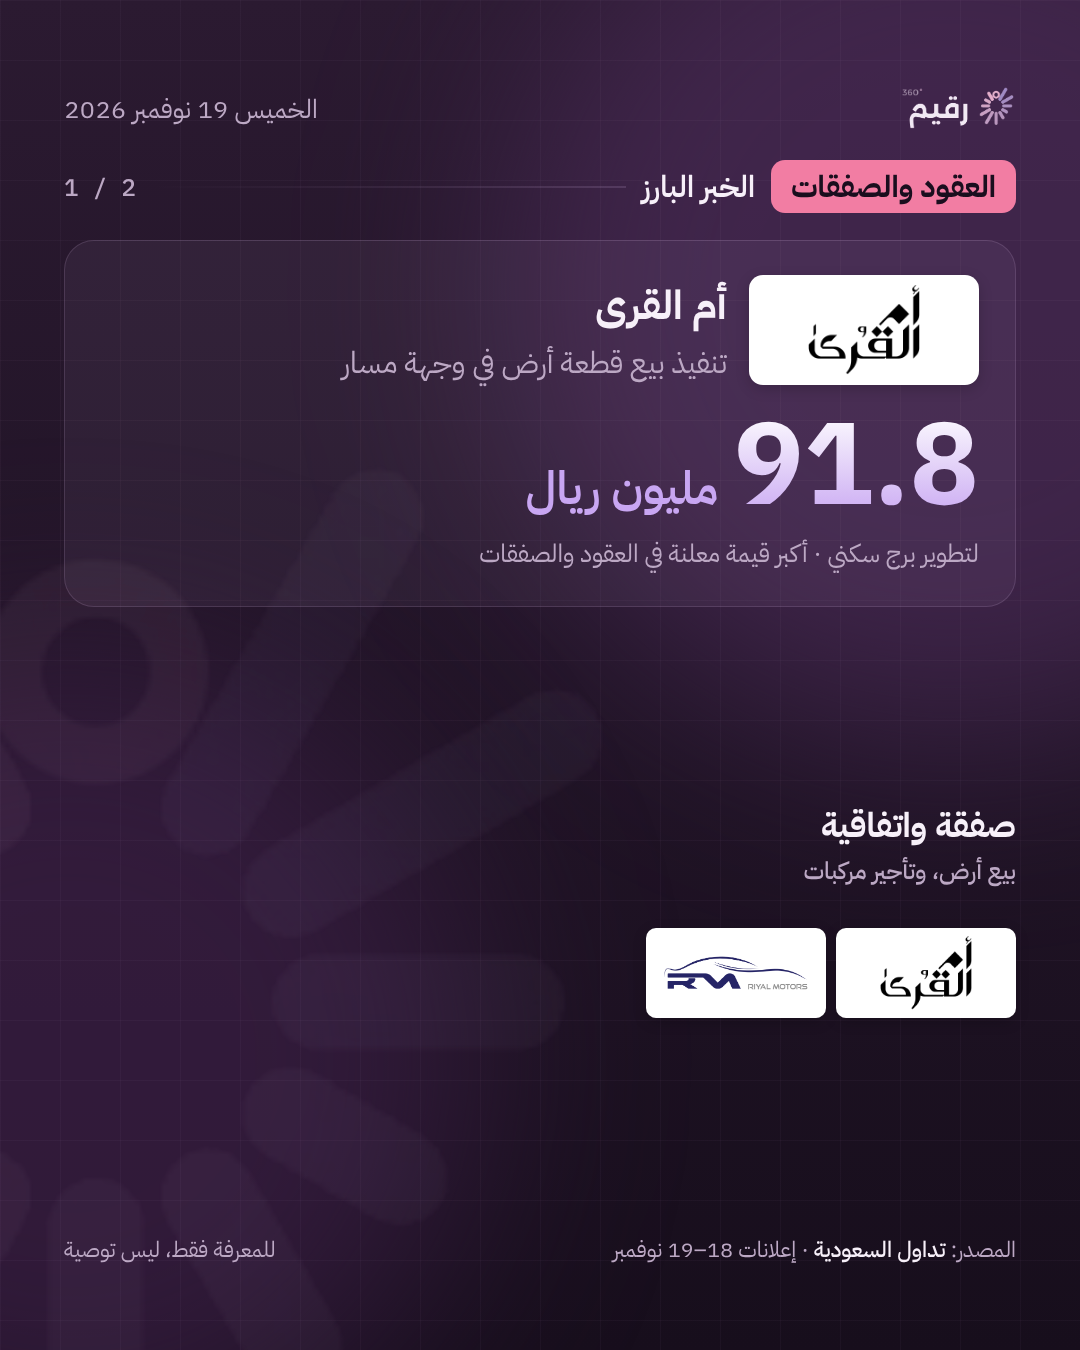 رقيم 360°
الخميس 19 نوفمبر 2026
العقود والصفقات
الخبر البارز
1 / 2
أم القرى
أم القرى
تنفيذ بيع قطعة أرض في وجهة مسار
91.8 مليون ريال
لتطوير برج سكني · أكبر قيمة معلنة في العقود والصفقات
صفقة واتفاقية
بيع أرض، وتأجير مركبات
أم القرى
RM RIYAL MOTORS
المصدر: تداول السعودية · إعلانات 18–19 نوفمبر
للمعرفة فقط، ليس توصية